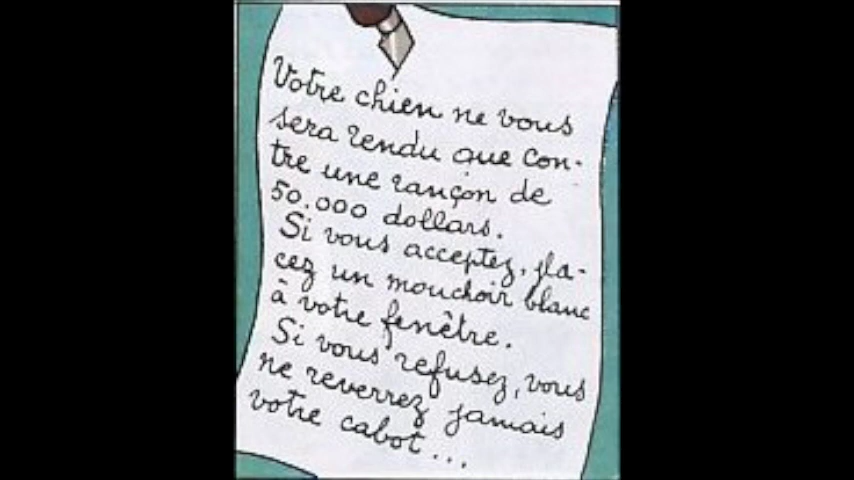 Votre chien ne vous
sera rendu que con-
tre une rançon de
50.000 dollars.
Si vous acceptez, pla-
cez un mouchoir blanc
à votre fenêtre.
Si vous refusez, vous
ne reverrez jamais
votre cabot...